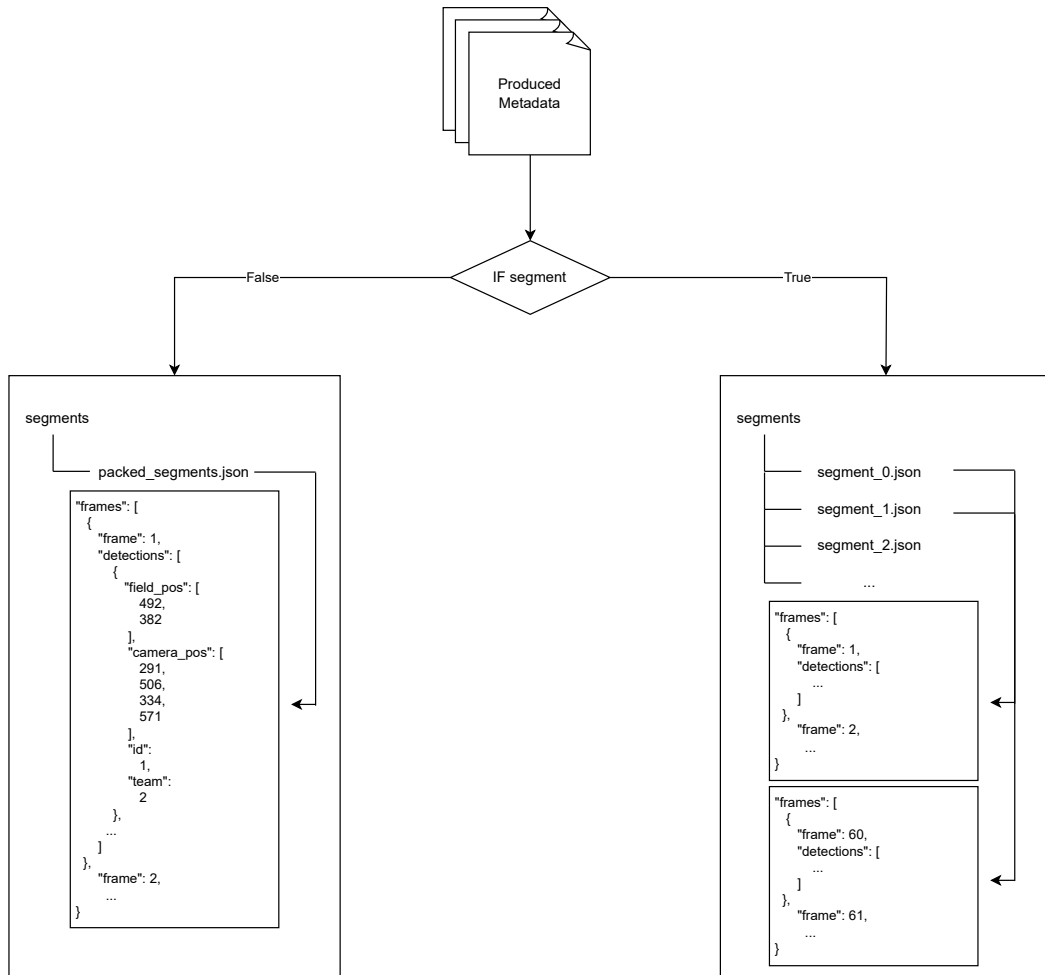 Produced
Metadata
IF segment
False
True
segments
packed_segments.json
"frames": [
{
"frame": 1,
"detections": [
{
"field_pos": [
492,
382
],
"camera_pos": [
291,
506,
334,
571
],
"id":
1,
"team":
2
},
...
]
},
"frame": 2,
...
}
segments
segment_0.json
segment_1.json
segment_2.json
...
"frames": [
{
"frame": 1,
"detections": [
...
]
},
"frame": 2,
...
}
"frames": [
{
"frame": 60,
"detections": [
...
]
},
"frame": 61,
...
}